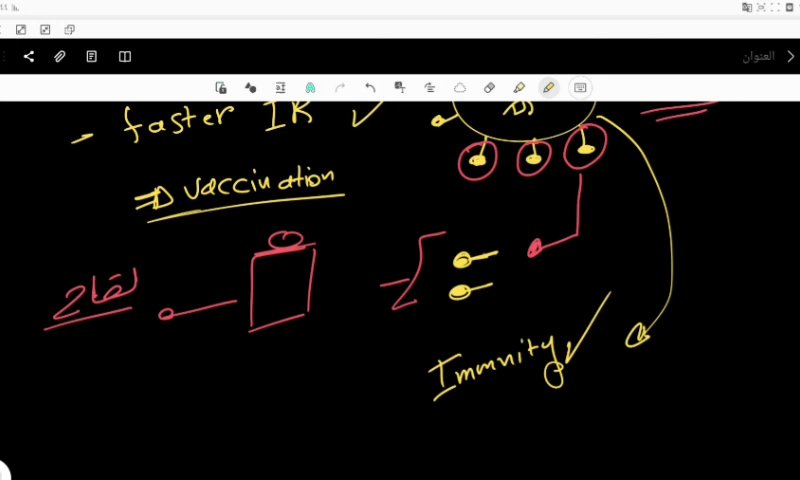 العنوان
- faster IR ✓
⇒ vaccination
لقاح
Immunity ✓